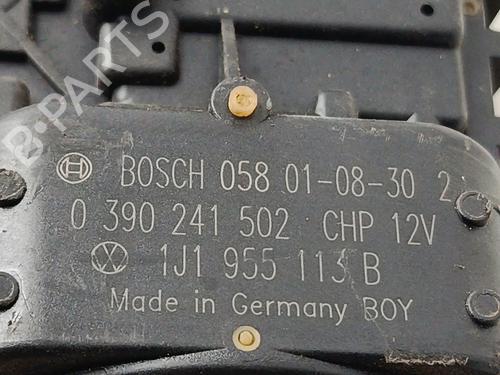 B-PARTS
BOSCH 058 01-08-30 2
0 390 241 502 CHP 12V
1J1 955 113 B
Made in Germany BOY